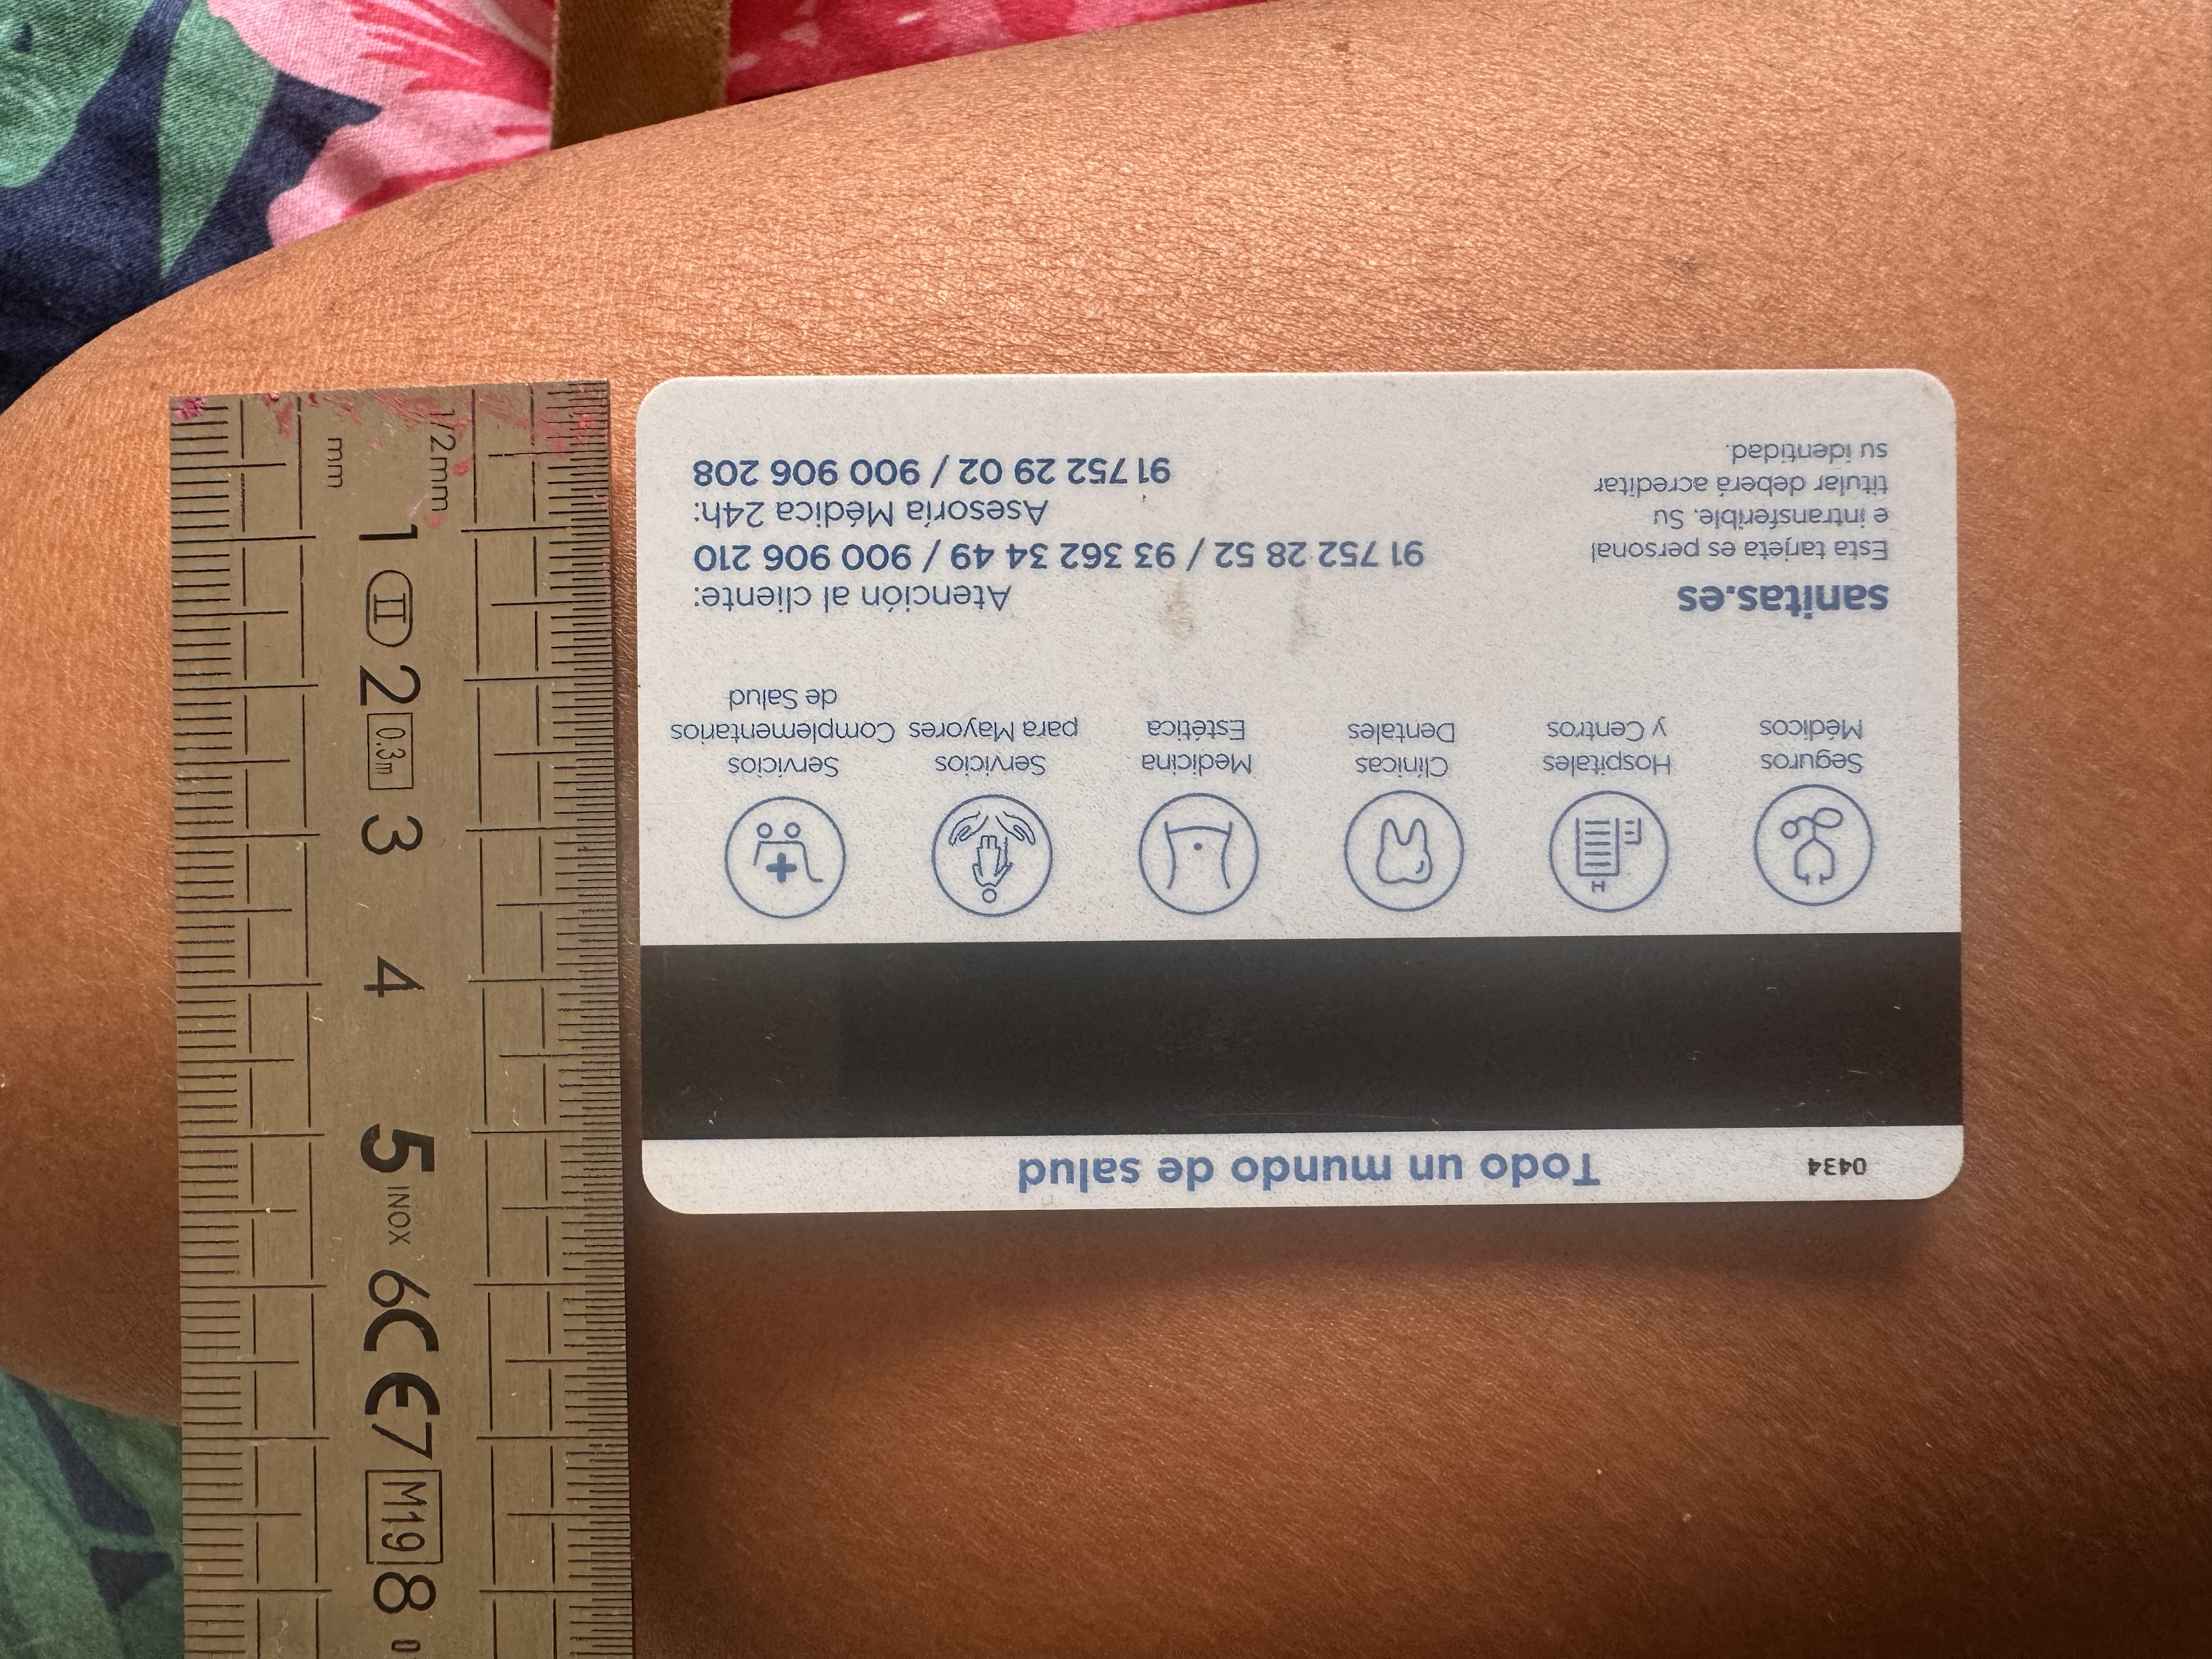 mm
1 II 2 0.3m 3 4 5 INOX 6 CE 7 M19 8
1/2mm
0434
Todo un mundo de salud
Seguros
Médicos
Hospitales
y Centros
Clínicas
Dentales
Medicina
Estética
Servicios
para Mayores
Servicios
Complementarios
de Salud
sanitas.es
Esta tarjeta es personal
e intransferible. Su
titular deberá acreditar
su identidad.
Atención al cliente:
91 752 28 52 / 93 362 34 49 / 900 906 210
Asesoría Médica 24h:
91 752 29 02 / 900 906 208